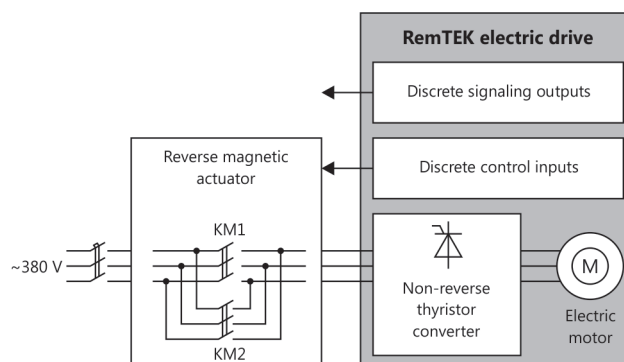 RemTEK electric drive
Discrete signaling outputs
Reverse magnetic
actuator
Discrete control inputs
KM1
~380 V
M
Non-reverse
thyristor
converter
Electric
motor
KM2